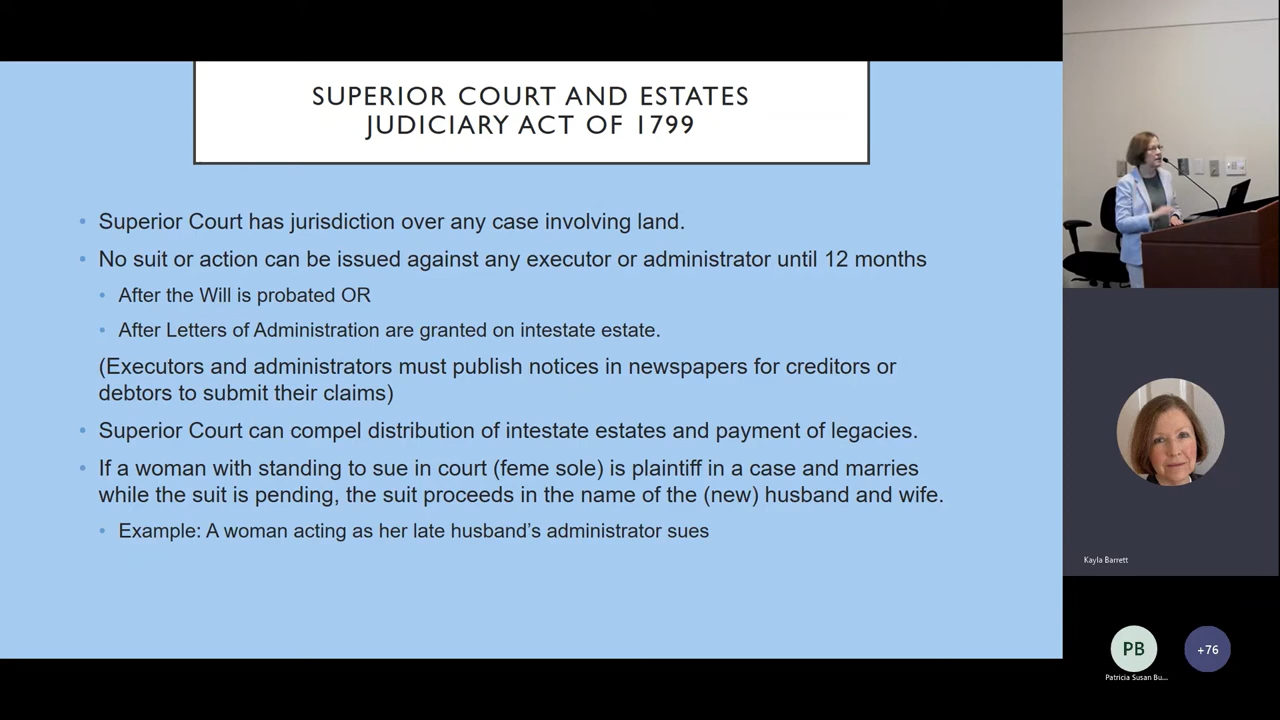 SUPERIOR COURT AND ESTATES
JUDICIARY ACT OF 1799
• Superior Court has jurisdiction over any case involving land.
• No suit or action can be issued against any executor or administrator until 12 months
• After the Will is probated OR
• After Letters of Administration are granted on intestate estate.
(Executors and administrators must publish notices in newspapers for creditors or
debtors to submit their claims)
• Superior Court can compel distribution of intestate estates and payment of legacies.
• If a woman with standing to sue in court (feme sole) is plaintiff in a case and marries
while the suit is pending, the suit proceeds in the name of the (new) husband and wife.
• Example: A woman acting as her late husband's administrator sues
Kayla Barrett
PB
+76
Patricia Susan Bu...